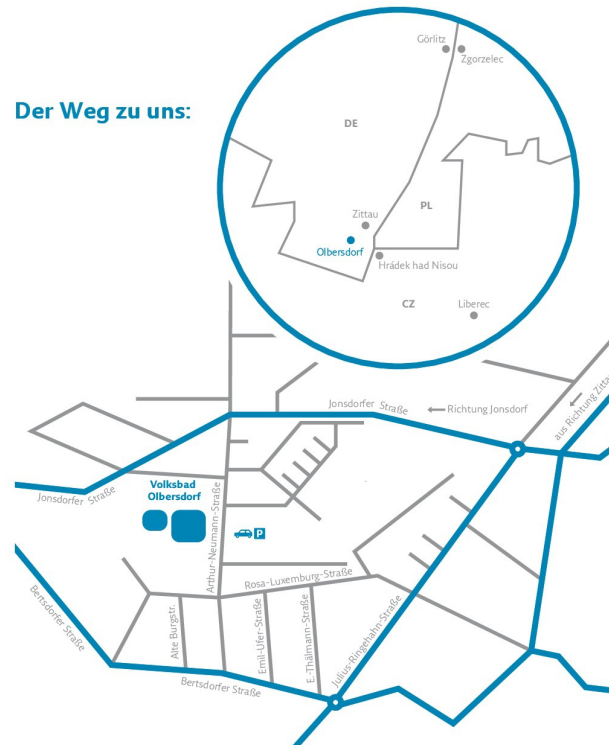 Görlitz
Zgorzelec
Der Weg zu uns:
DE
PL
Zittau
Olbersdorf
Hrádek had Nisou
CZ
Liberec
Jonsdorfer Straße
Richtung Jonsdorf
aus Richtung Zittau
Jonsdorfer Straße
Volksbad
Olbersdorf
P
Arthur-Neumann-Straße
Rosa-Luxemburg-Straße
Bertsdorfer Straße
Alte Burgstr.
Emil-Ufer-Straße
E.-Thälmann-Straße
Julius-Ringehahn-Straße
Bertsdorfer Straße